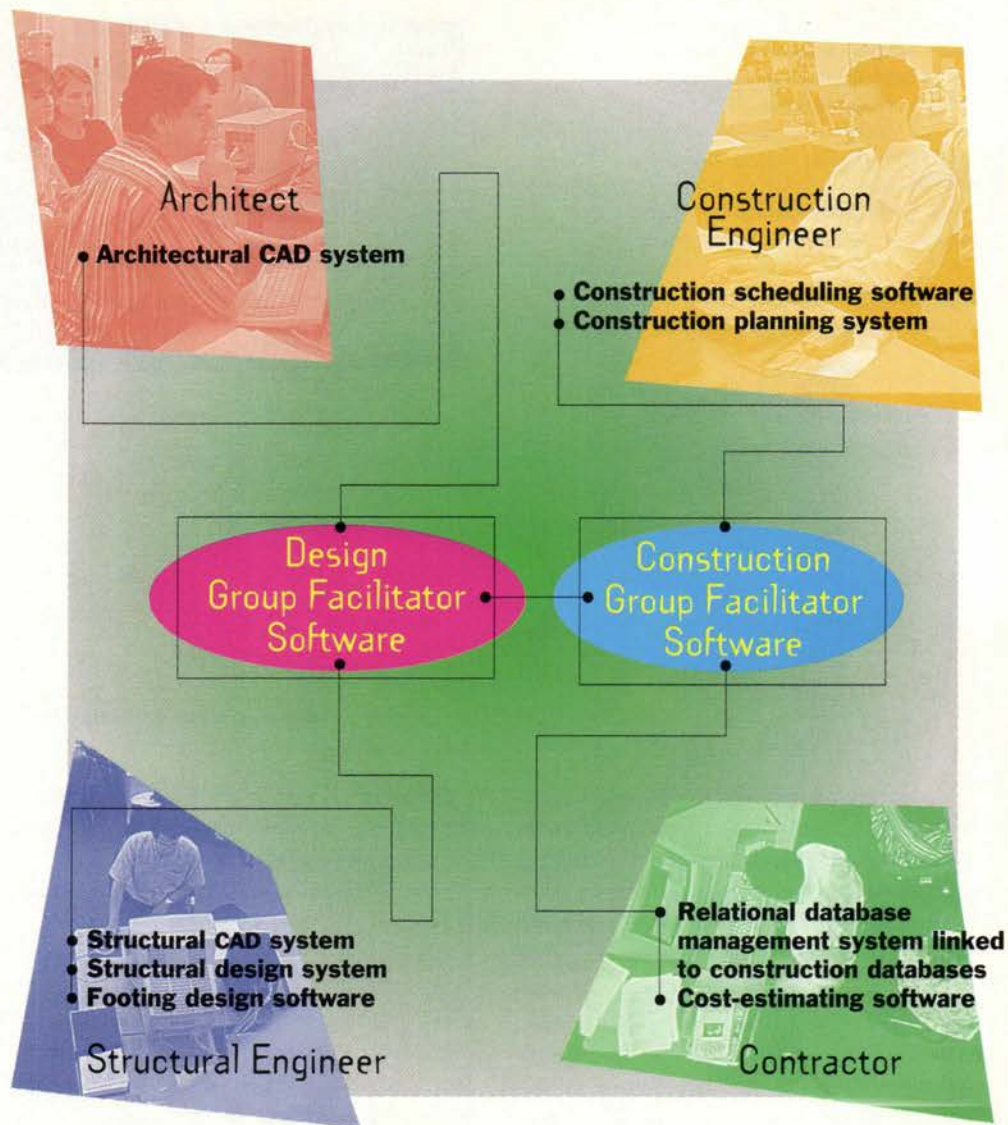 Architect
• Architectural CAD system
Construction
Engineer
• Construction scheduling software
• Construction planning system
Design
Group Facilitator
Software
Construction
Group Facilitator
Software
• Structural CAD system
• Structural design system
• Footing design software
Structural Engineer
• Relational database
management system linked
to construction databases
• Cost-estimating software
Contractor